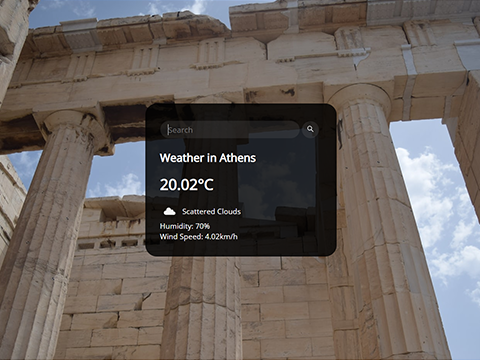 Search
Weather in Athens
20.02°C
Scattered Clouds
Humidity: 70%
Wind Speed: 4.02km/h